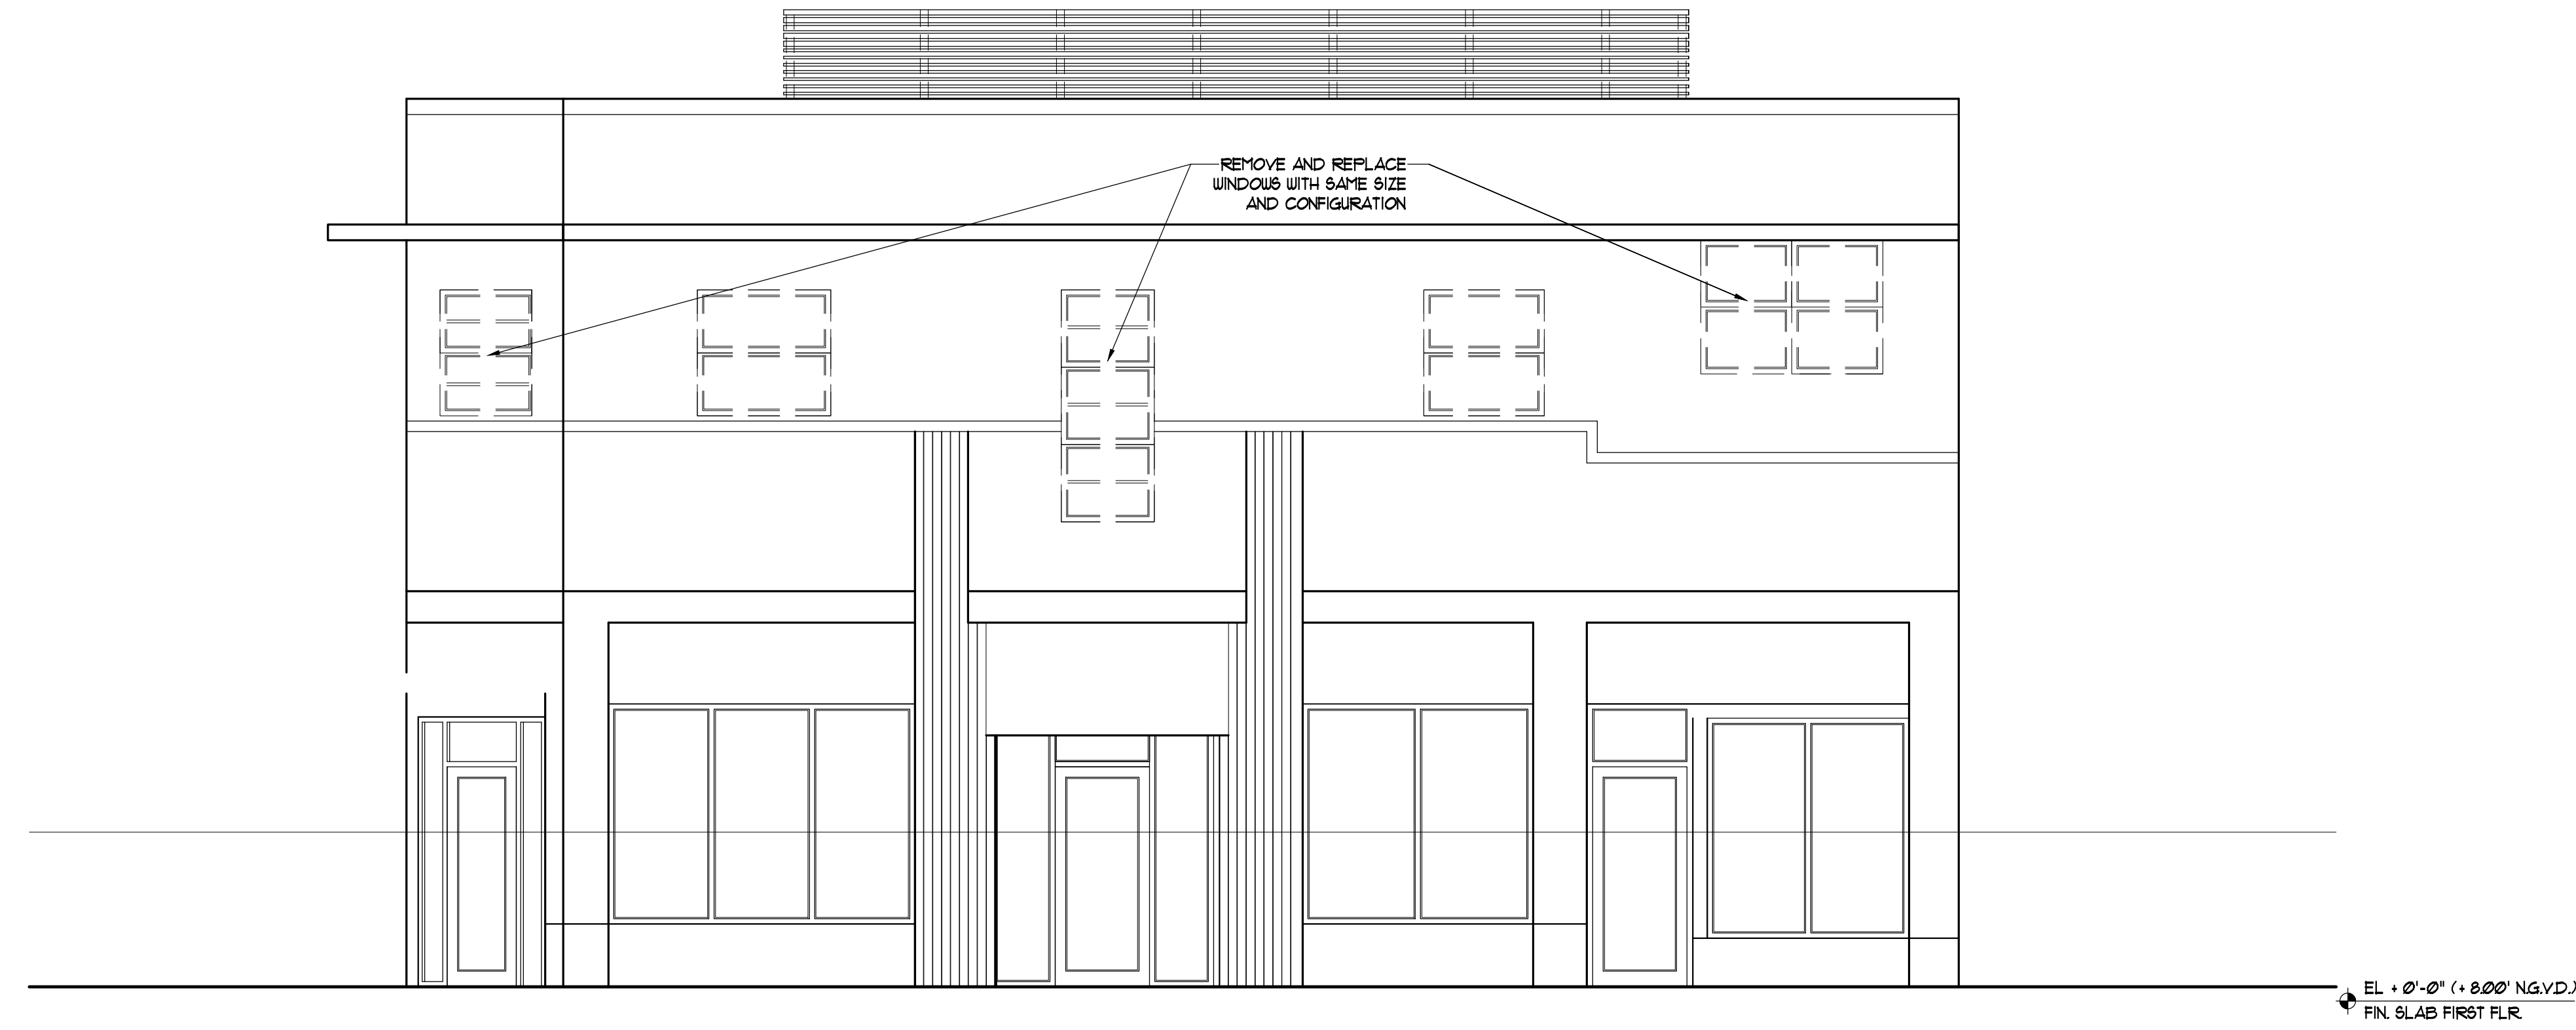 REMOVE AND REPLACE
WINDOWS WITH SAME SIZE
AND CONFIGURATION
EL + 0'-0" (+ 8.00' N.G.V.D.)
FIN. SLAB FIRST FLR.